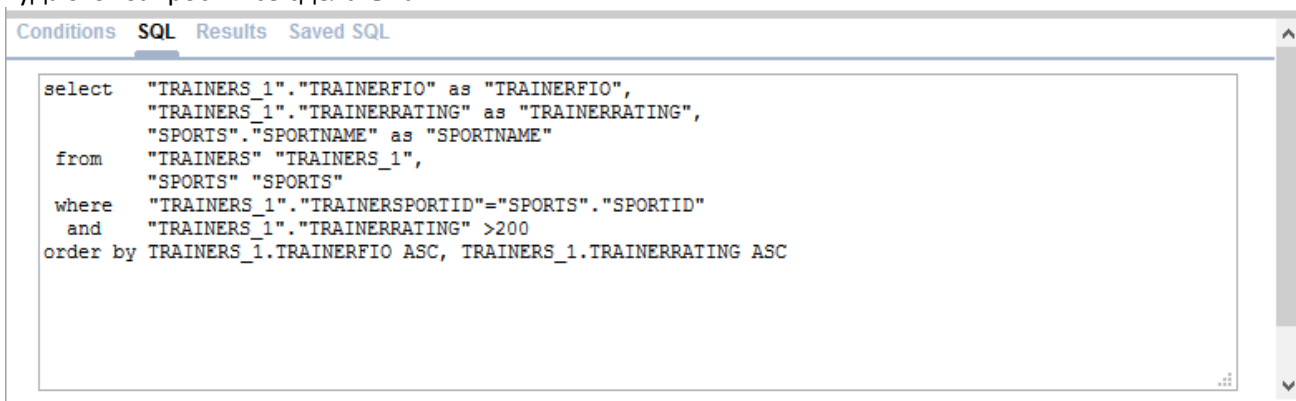 Conditions SQL Results Saved SQL
select "TRAINERS_1"."TRAINERFIO" as "TRAINERFIO",
"TRAINERS_1"."TRAINERRATING" as "TRAINERRATING",
"SPORTS"."SPORTNAME" as "SPORTNAME"
from "TRAINERS" "TRAINERS_1",
"SPORTS" "SPORTS"
where "TRAINERS_1"."TRAINERSPORTID"="SPORTS"."SPORTID"
and "TRAINERS_1"."TRAINERRATING" >200
order by TRAINERS_1.TRAINERFIO ASC, TRAINERS_1.TRAINERRATING ASC